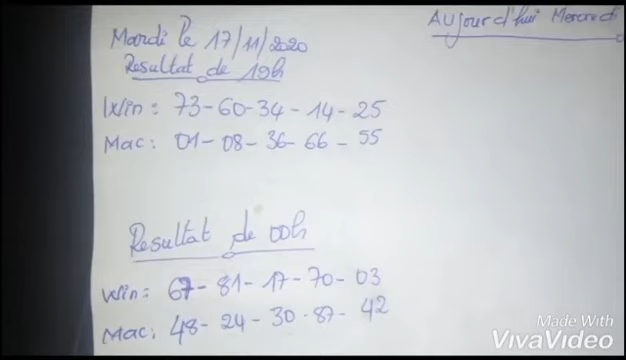 Mardi le 17/11/2020
Resultat de 19h
Win: 73-60-34-14-25
Mac: 01-08-36-66-55
Resultat de 00h
Win: 67-81-17-70-03
Mac: 48-24-30-87-42
Aujourd'hui Mercredi
Made With
VivaVideo